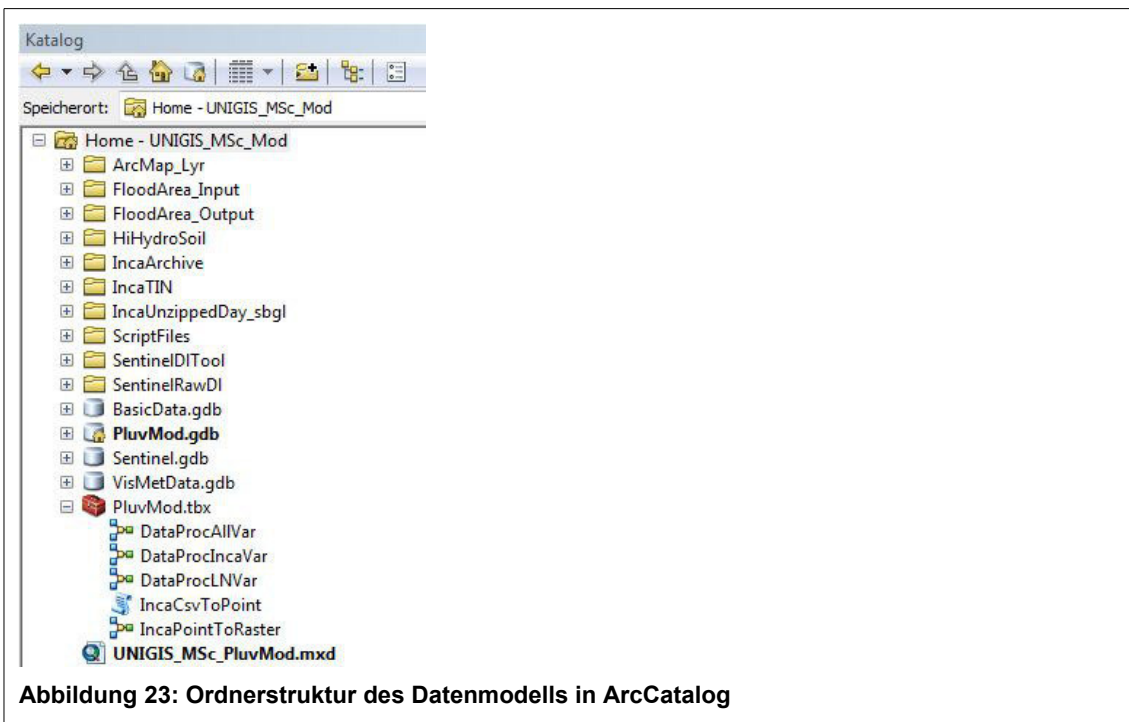 Katalog
Speicherort: Home - UNIGIS_MSc_Mod
Home - UNIGIS_MSc_Mod
ArcMap_Lyr
FloodArea_Input
FloodArea_Output
HiHydroSoil
IncaArchive
IncaTIN
IncaUnzippedDay_sbgl
ScriptFiles
SentinelDlTool
SentinelRawDl
BasicData.gdb
PluvMod.gdb
Sentinel.gdb
VisMetData.gdb
PluvMod.tbx
DataProcAllVar
DataProcIncaVar
DataProcLNVar
IncaCsvToPoint
IncaPointToRaster
UNIGIS_MSc_PluvMod.mxd
Abbildung 23: Ordnerstruktur des Datenmodells in ArcCatalog